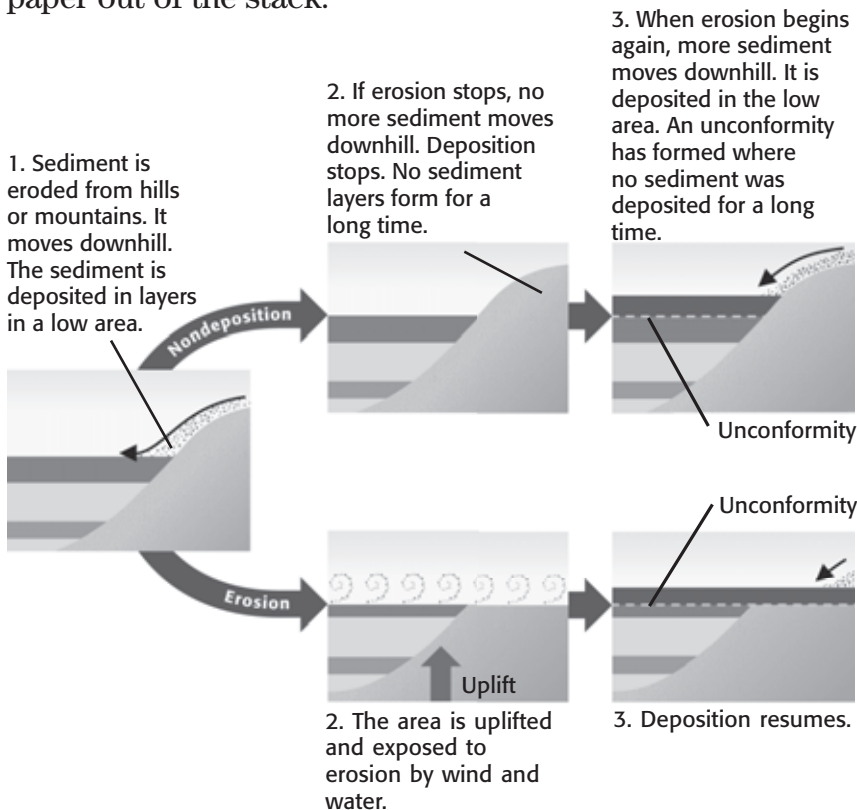 paper out of the stack.
1. Sediment is
eroded from hills
or mountains. It
moves downhill.
The sediment is
deposited in layers
in a low area.
Nondeposition
2. If erosion stops, no
more sediment moves
downhill. Deposition
stops. No sediment
layers form for a
long time.
3. When erosion begins
again, more sediment
moves downhill. It is
deposited in the low
area. An unconformity
has formed where
no sediment was
deposited for a long
time.
Unconformity
Erosion
Uplift
2. The area is uplifted
and exposed to
erosion by wind and
water.
Unconformity
3. Deposition resumes.